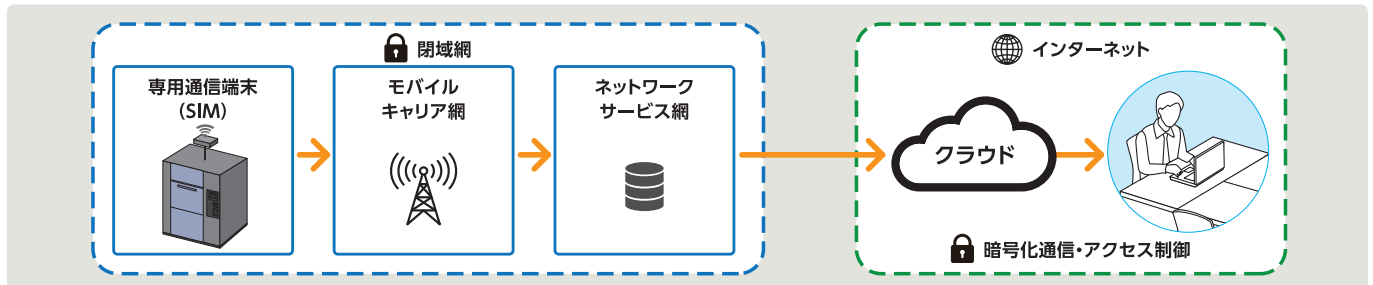 閉域網
専用通信端末
(SIM)
モバイル
キャリア網
ネットワーク
サービス網
インターネット
クラウド
暗号化通信・アクセス制御